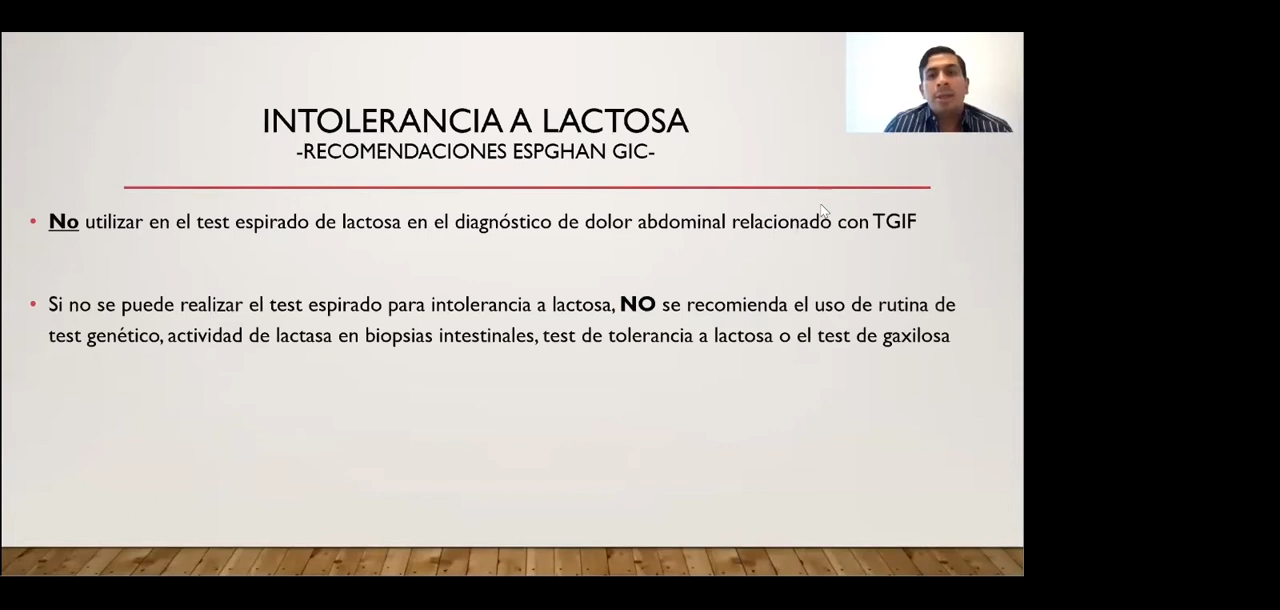 INTOLERANCIA A LACTOSA
-RECOMENDACIONES ESPGHAN GIC-
• No utilizar en el test espirado de lactosa en el diagnóstico de dolor abdominal relacionado con TGIF
• Si no se puede realizar el test espirado para intolerancia a lactosa, NO se recomienda el uso de rutina de
test genético, actividad de lactasa en biopsias intestinales, test de tolerancia a lactosa o el test de gaxilosa